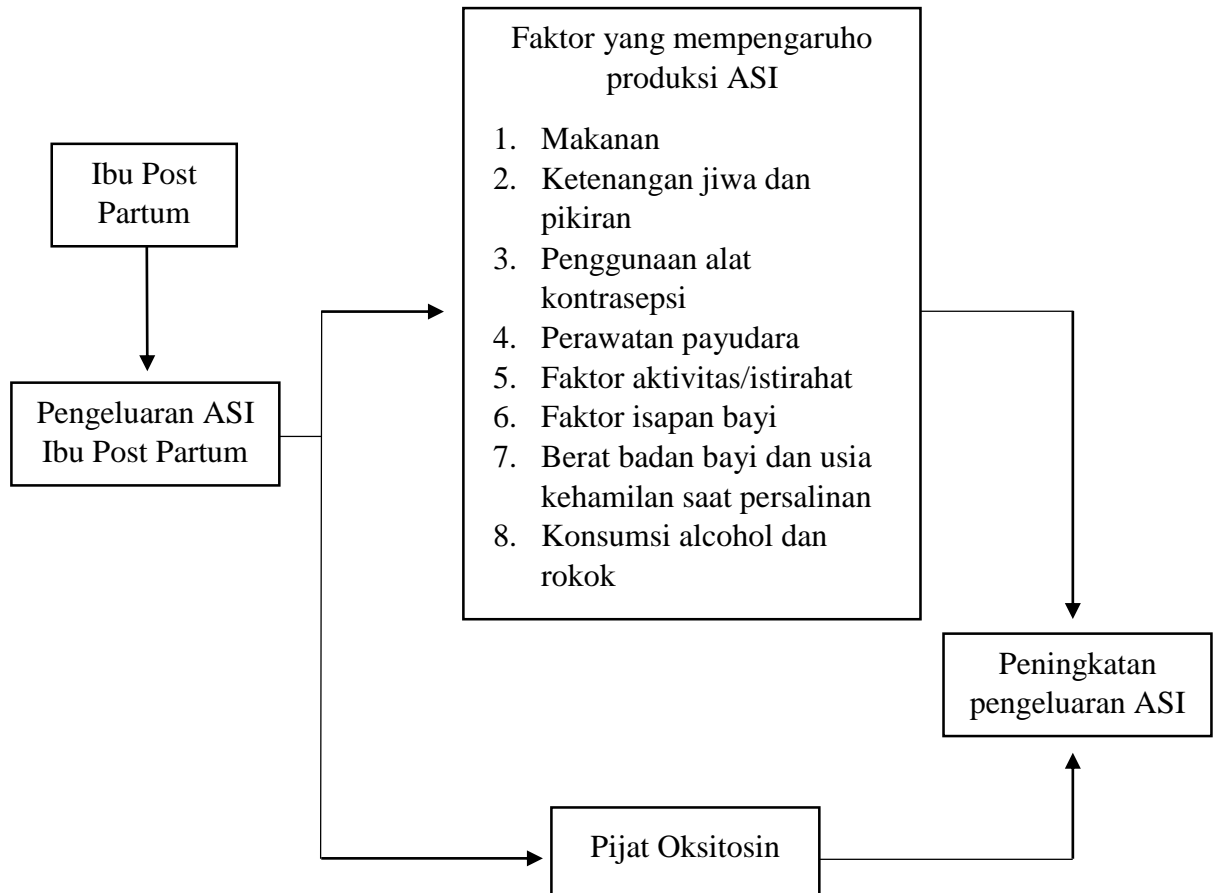 Faktor yang mempengaruho
produksi ASI
1. Makanan
2. Ketenangan jiwa dan
pikiran
3. Penggunaan alat
kontrasepsi
4. Perawatan payudara
5. Faktor aktivitas/istirahat
6. Faktor isapan bayi
7. Berat badan bayi dan usia
kehamilan saat persalinan
8. Konsumsi alcohol dan
rokok
Ibu Post
Partum
Pengeluaran ASI
Ibu Post Partum
Peningkatan
pengeluaran ASI
Pijat Oksitosin